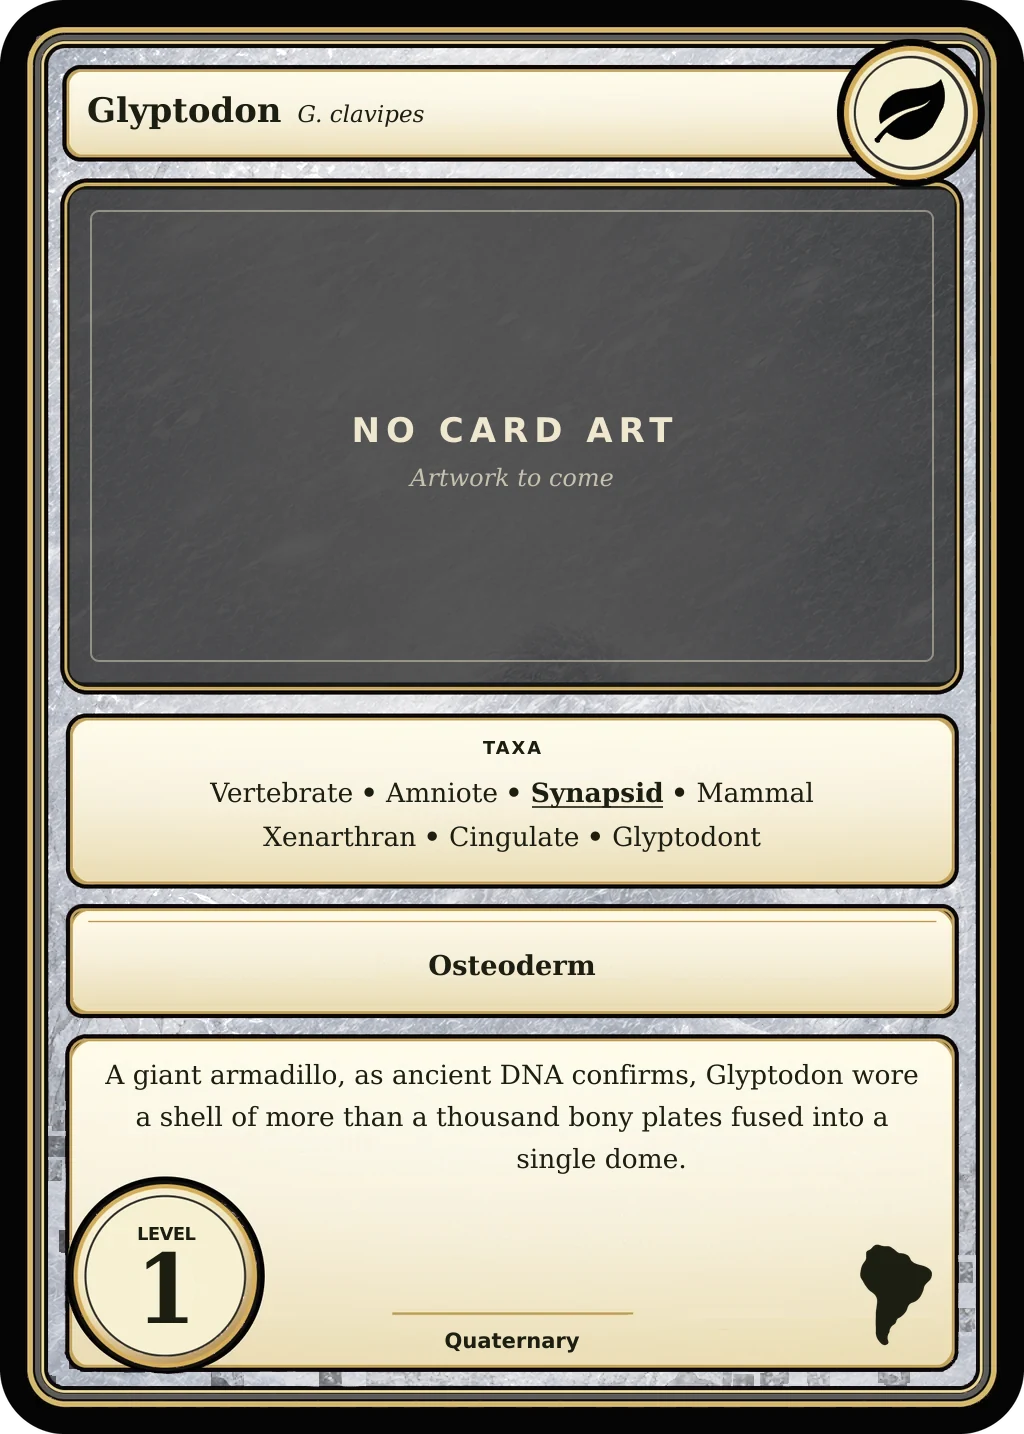 Glyptodon G. clavipes
NO CARD ART
Artwork to come
TAXA
Vertebrate • Amniote • Synapsid • Mammal
Xenarthran • Cingulate • Glyptodont
Osteoderm
A giant armadillo, as ancient DNA confirms, Glyptodon wore
a shell of more than a thousand bony plates fused into a
single dome.
LEVEL
1
Quaternary